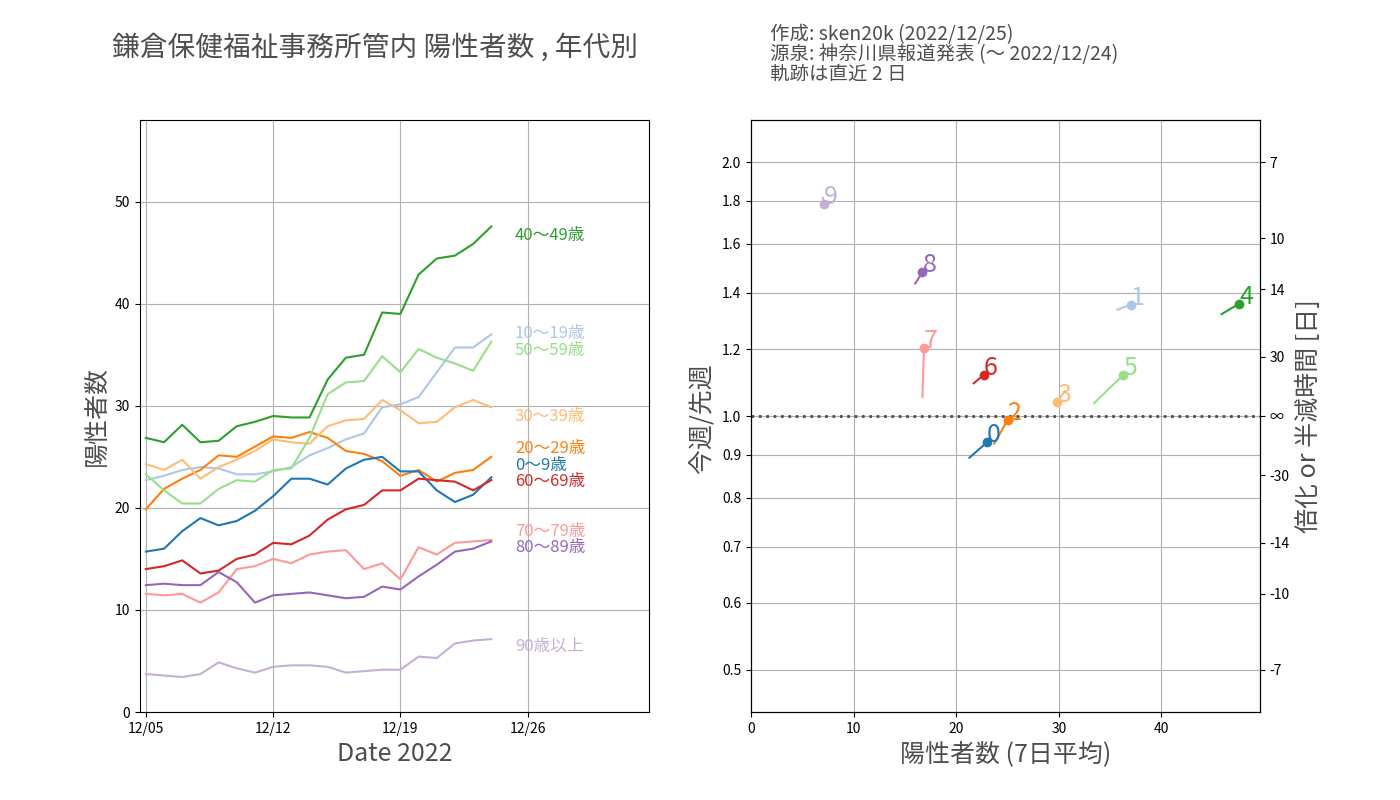 鎌倉保健福祉事務所管内 陽性者数 , 年代別
作成: sken20k (2022/12/25)
源泉: 神奈川県報道発表 (〜 2022/12/24)
軌跡は直近 2 日
陽性者数
50
40
30
20
10
0
12/05
12/12
12/19
12/26
Date 2022
40〜49歳
10〜19歳
50〜59歳
30〜39歳
20〜29歳
0〜9歳
60〜69歳
70〜79歳
80〜89歳
90歳以上
今週/先週
2.0
1.8
1.6
1.4
1.2
1.0
0.9
0.8
0.7
0.6
0.5
9
8
1
4
7
6
5
3
2
0
0
10
20
30
40
陽性者数 (7日平均)
7
10
14
30
∞
-30
-14
-10
-7
倍化 or 半減時間 [日]